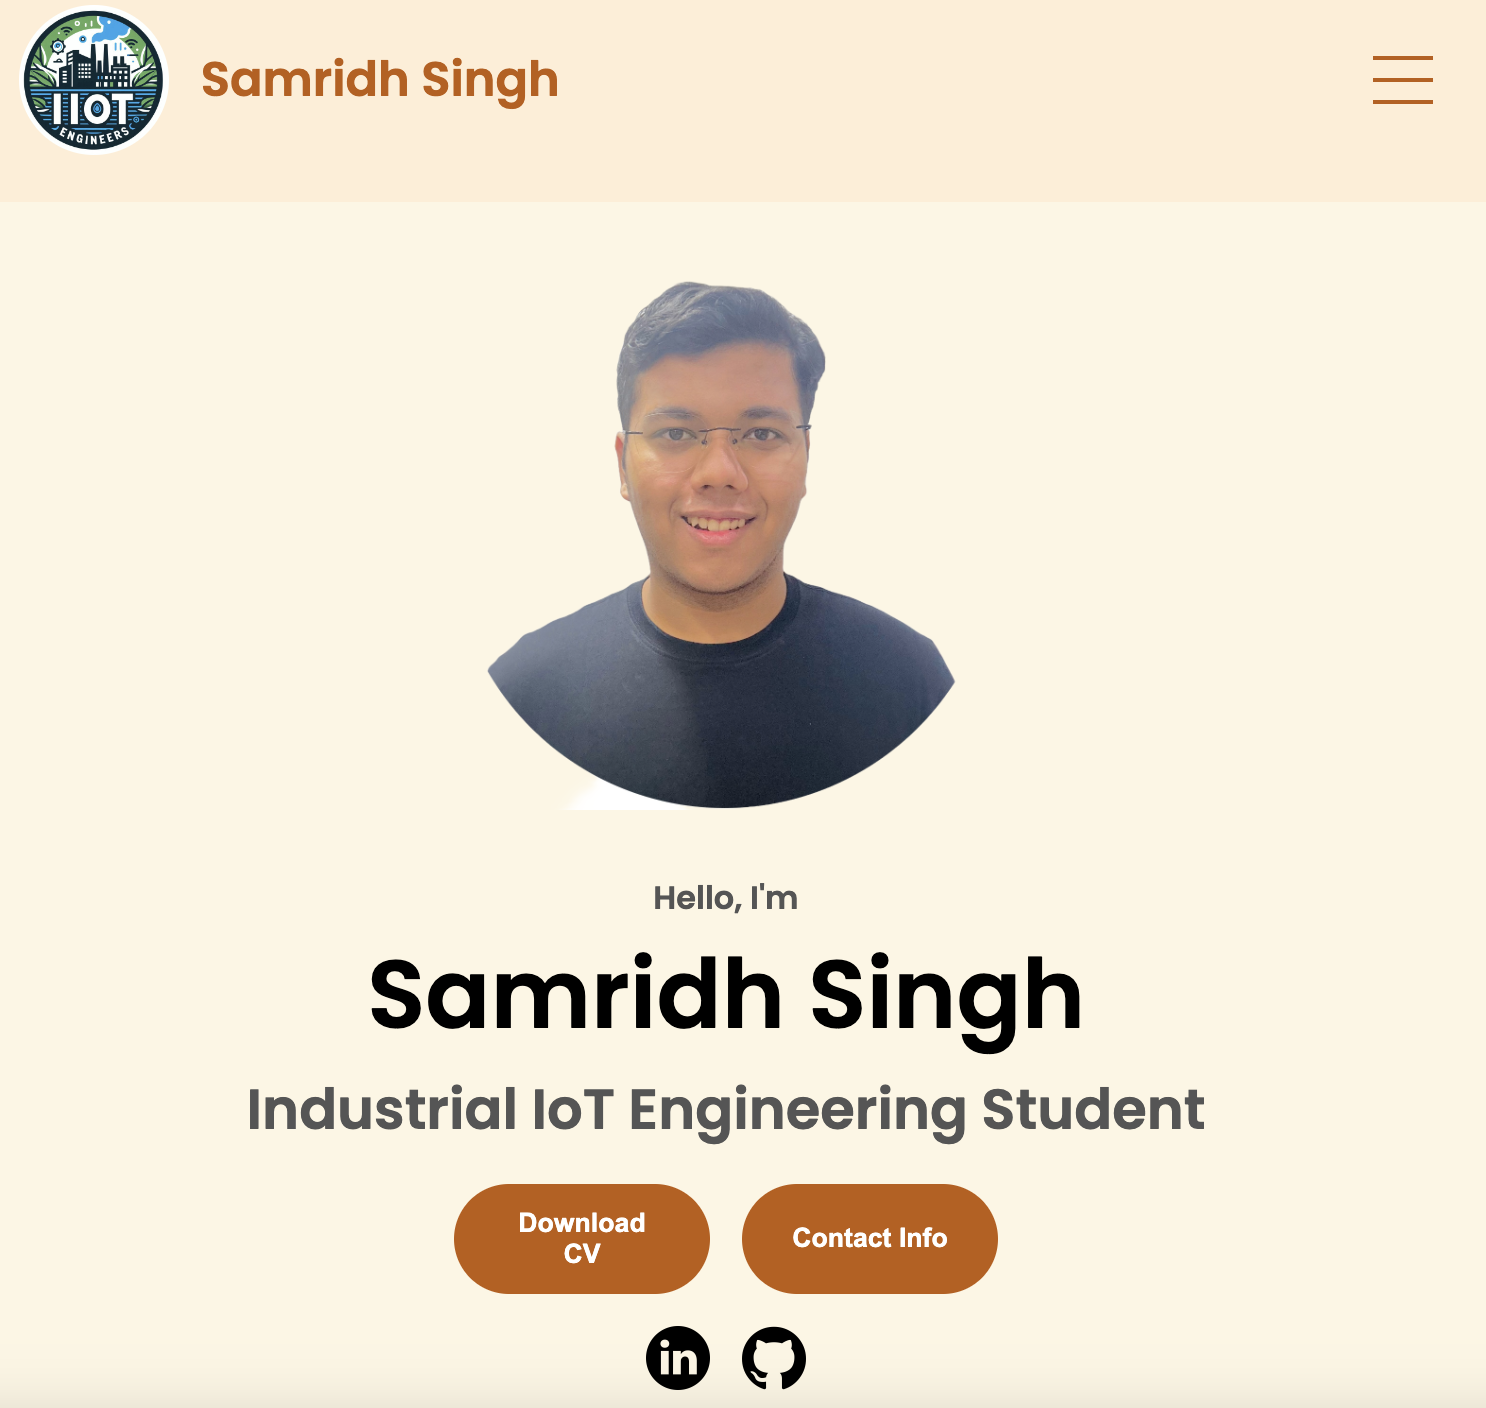 IIOT
ENGINEERS
Samridh Singh
Hello, I'm
Samridh Singh
Industrial IoT Engineering Student
Download
CV
Contact Info
in